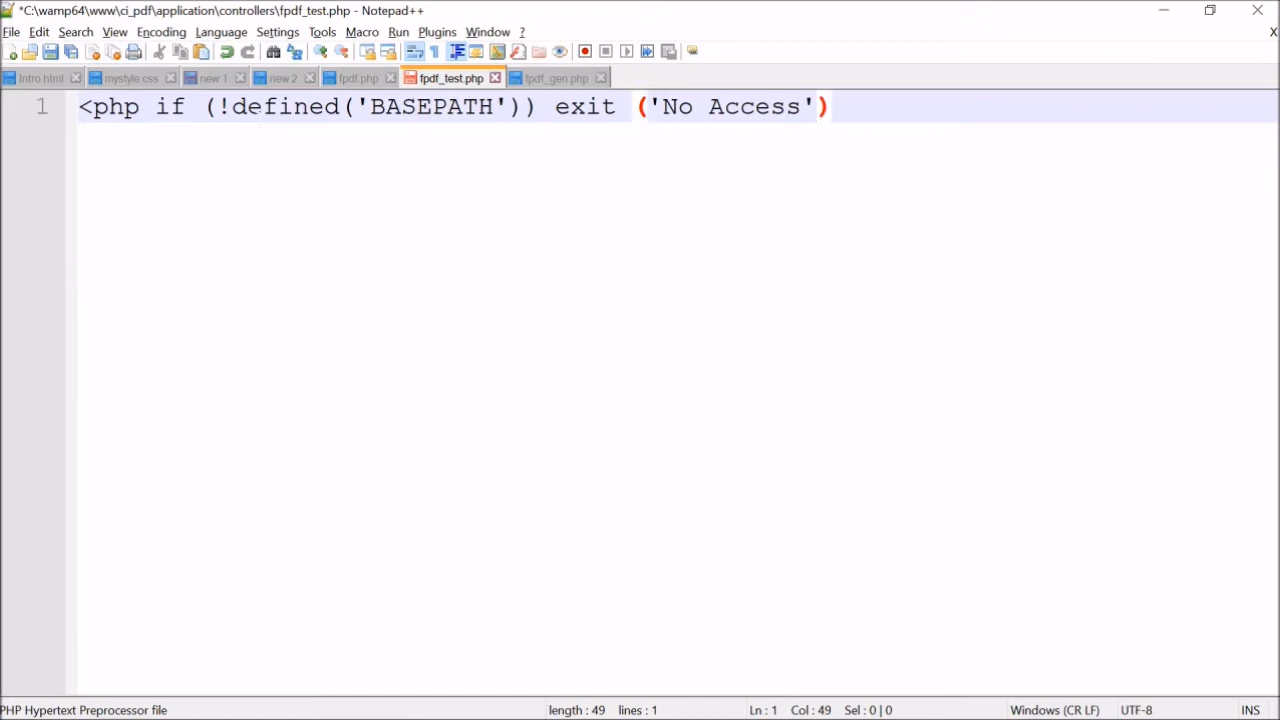 *C:\wamp64\www\ci_pdf\application\controllers\fpdf_test.php - Notepad++
File Edit Search View Encoding Language Settings Tools Macro Run Plugins Window ? X
Intro.html mystyle.css new 1 new 2 fpdf.php fpdf_test.php fpdf_gen.php
1 <php if (!defined('BASEPATH')) exit ('No Access')
PHP Hypertext Preprocessor file length : 49 lines : 1 Ln : 1 Col : 49 Sel : 0 | 0 Windows (CR LF) UTF-8 INS